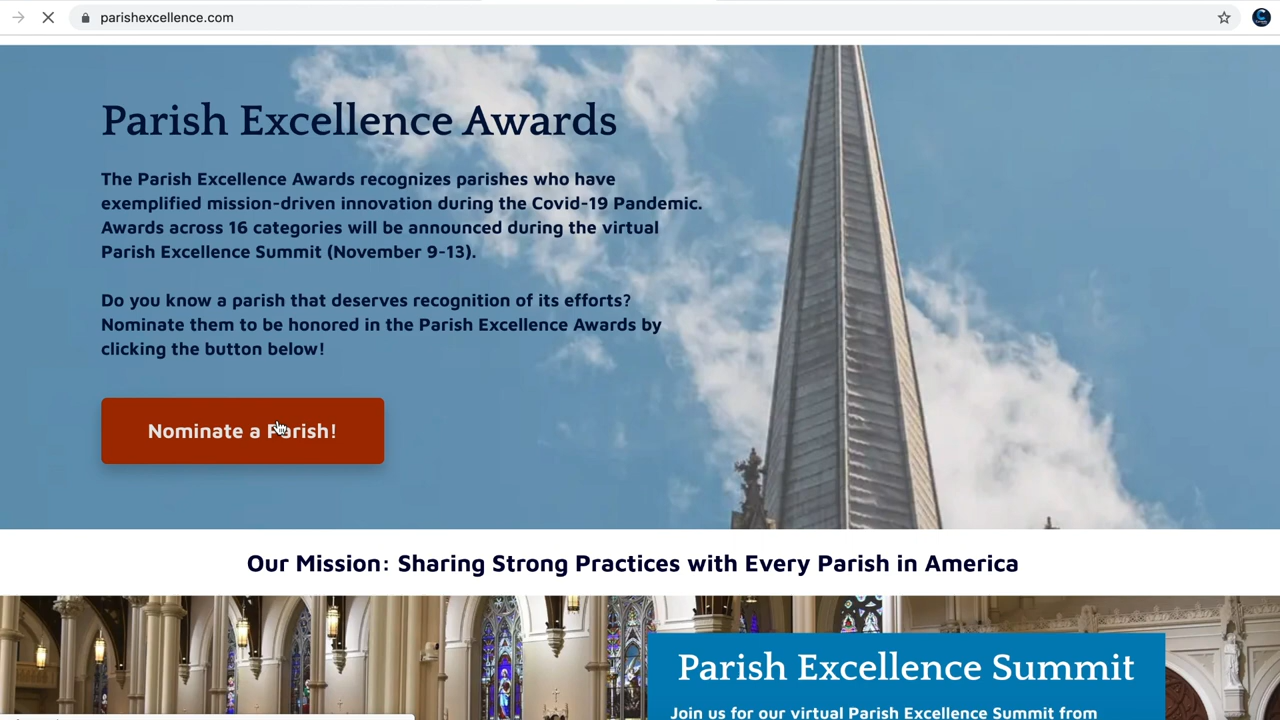 parishexcellence.com
Parish Excellence Awards
The Parish Excellence Awards recognizes parishes who have
exemplified mission-driven innovation during the Covid-19 Pandemic.
Awards across 16 categories will be announced during the virtual
Parish Excellence Summit (November 9-13).
Do you know a parish that deserves recognition of its efforts?
Nominate them to be honored in the Parish Excellence Awards by
clicking the button below!
Nominate a Parish!
Our Mission: Sharing Strong Practices with Every Parish in America
Parish Excellence Summit
Join us for our virtual Parish Excellence Summit from